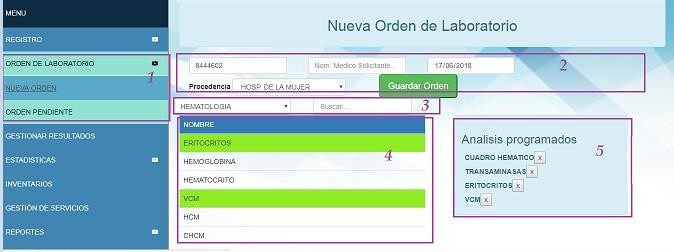 MENU
Nueva Orden de Laboratorio
REGISTRO
ORDEN DE LABORATORIO
1
NUEVA ORDEN
ORDEN PENDIENTE
GESTIONAR RESULTADOS
ESTADISTICAS
INVENTARIOS
GESTIÓN DE SERVICIOS
REPORTES
8444602
Nom. Medico Solicitante...
17/06/2018
2
Procedencia
HOSP. DE LA MUJER
Guardar Orden
HEMATOLOGIA
Buscar...
3
NOMBRE
ERITOCRITOS
HEMOGLOBINA
HEMATOCRITO
VCM
HCM
CHCM
4
Analisis programados
CUADRO HEMATICO x
TRANSAMINASAS x
ERITOCRITOS x
VCM x
5